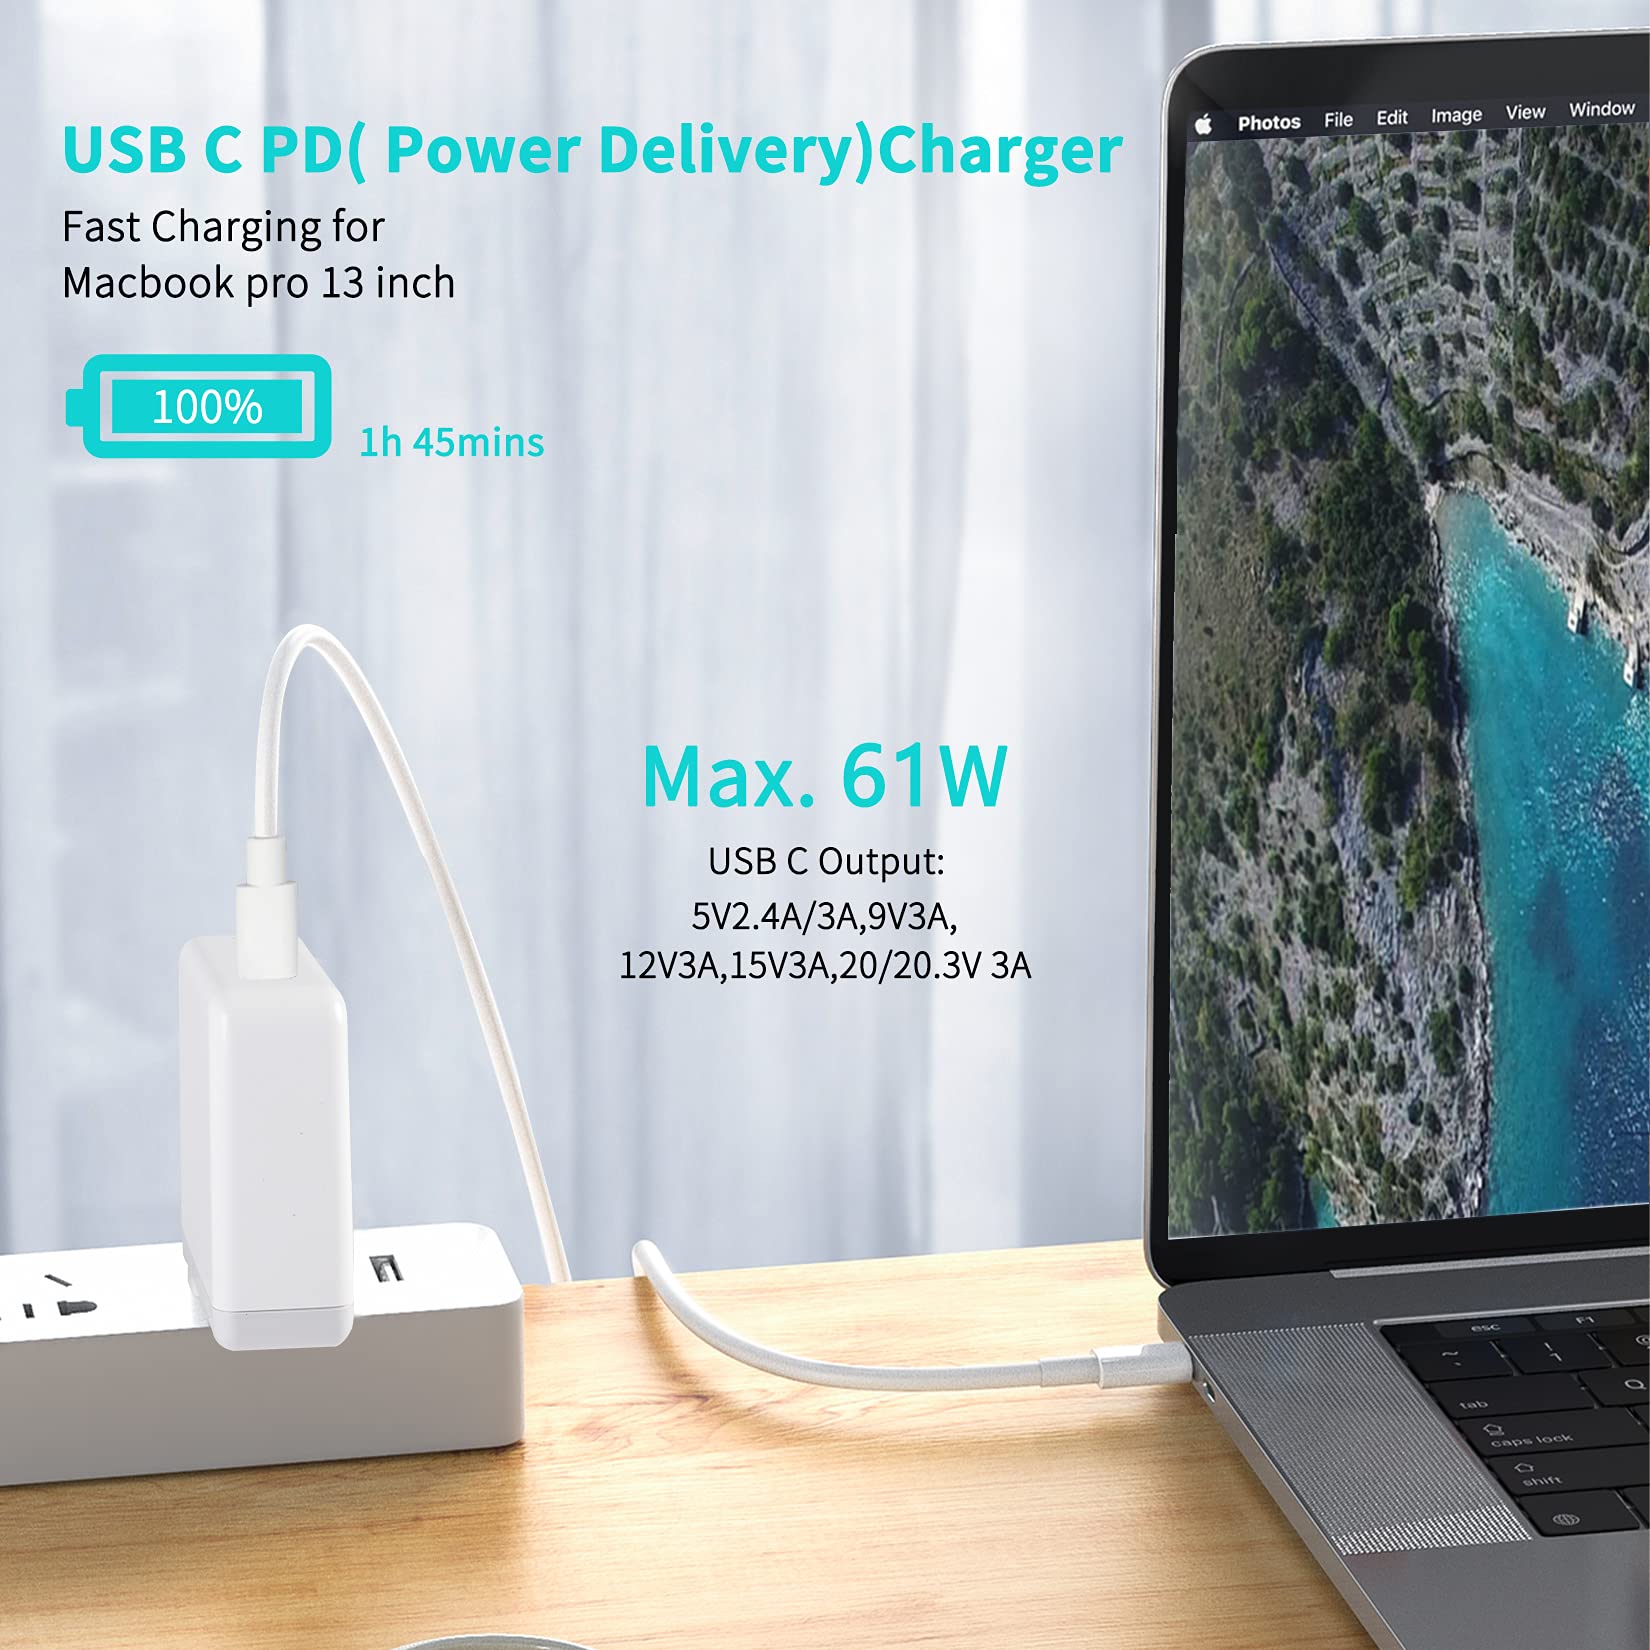 USB C PD( Power Delivery)Charger
Fast Charging for
Macbook pro 13 inch
100%
1h 45mins
Max. 61W
USB C Output:
5V2.4A/3A,9V3A,
12V3A,15V3A,20/20.3V 3A
Photos File Edit Image View Window
esc F1
~ ! 1
tab Q
caps lock
shift